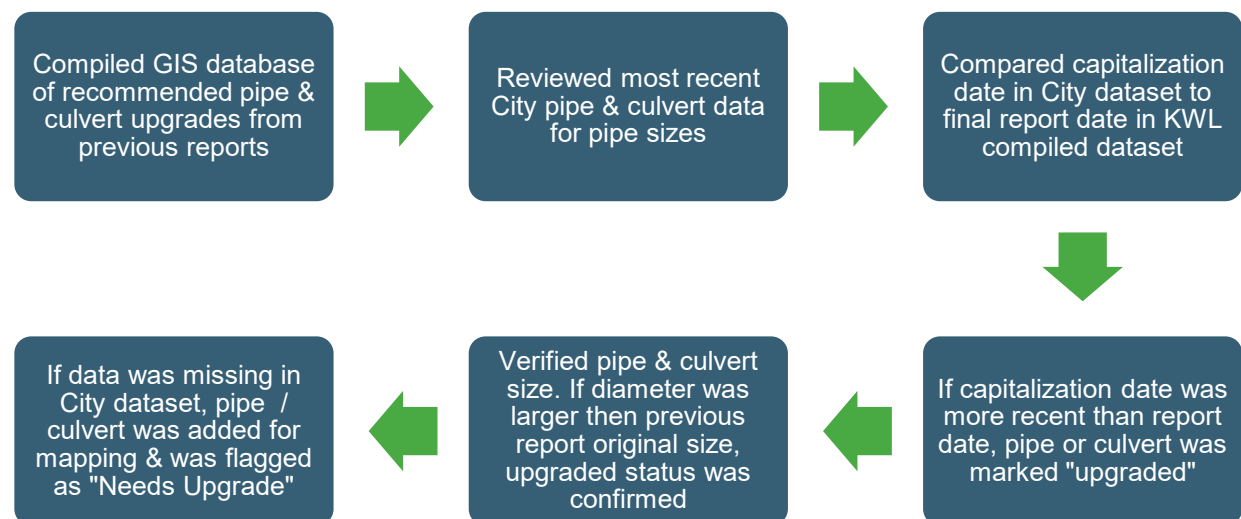 Compiled GIS database
of recommended pipe &
culvert upgrades from
previous reports
Reviewed most recent
City pipe & culvert data
for pipe sizes
Compared capitalization
date in City dataset to
final report date in KWL
compiled dataset
If capitalization date was
more recent than report
date, pipe or culvert was
marked "upgraded"
Verified pipe & culvert
size. If diameter was
larger then previous
report original size,
upgraded status was
confirmed
If data was missing in
City dataset, pipe  /
culvert was added for
mapping & was flagged
as "Needs Upgrade"